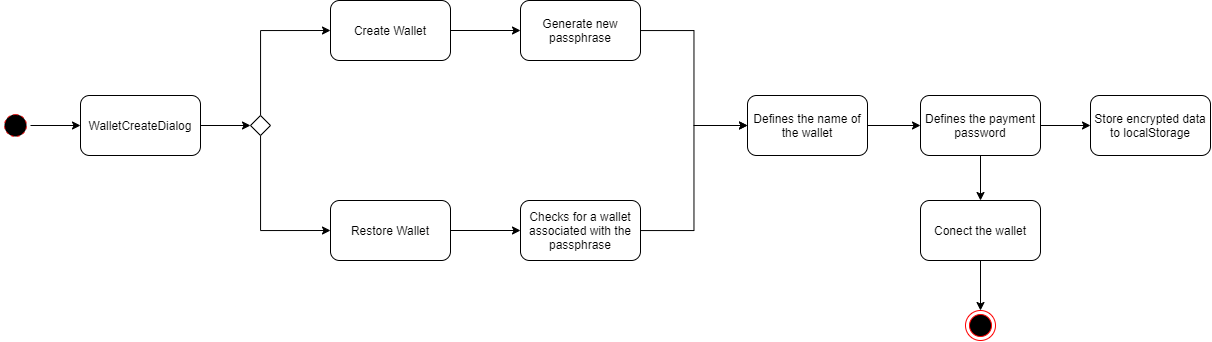 Create Wallet
Generate new
passphrase
WalletCreateDialog
Defines the name of
the wallet
Defines the payment
password
Store encrypted data
to localStorage
Restore Wallet
Checks for a wallet
associated with the
passphrase
Conect the wallet